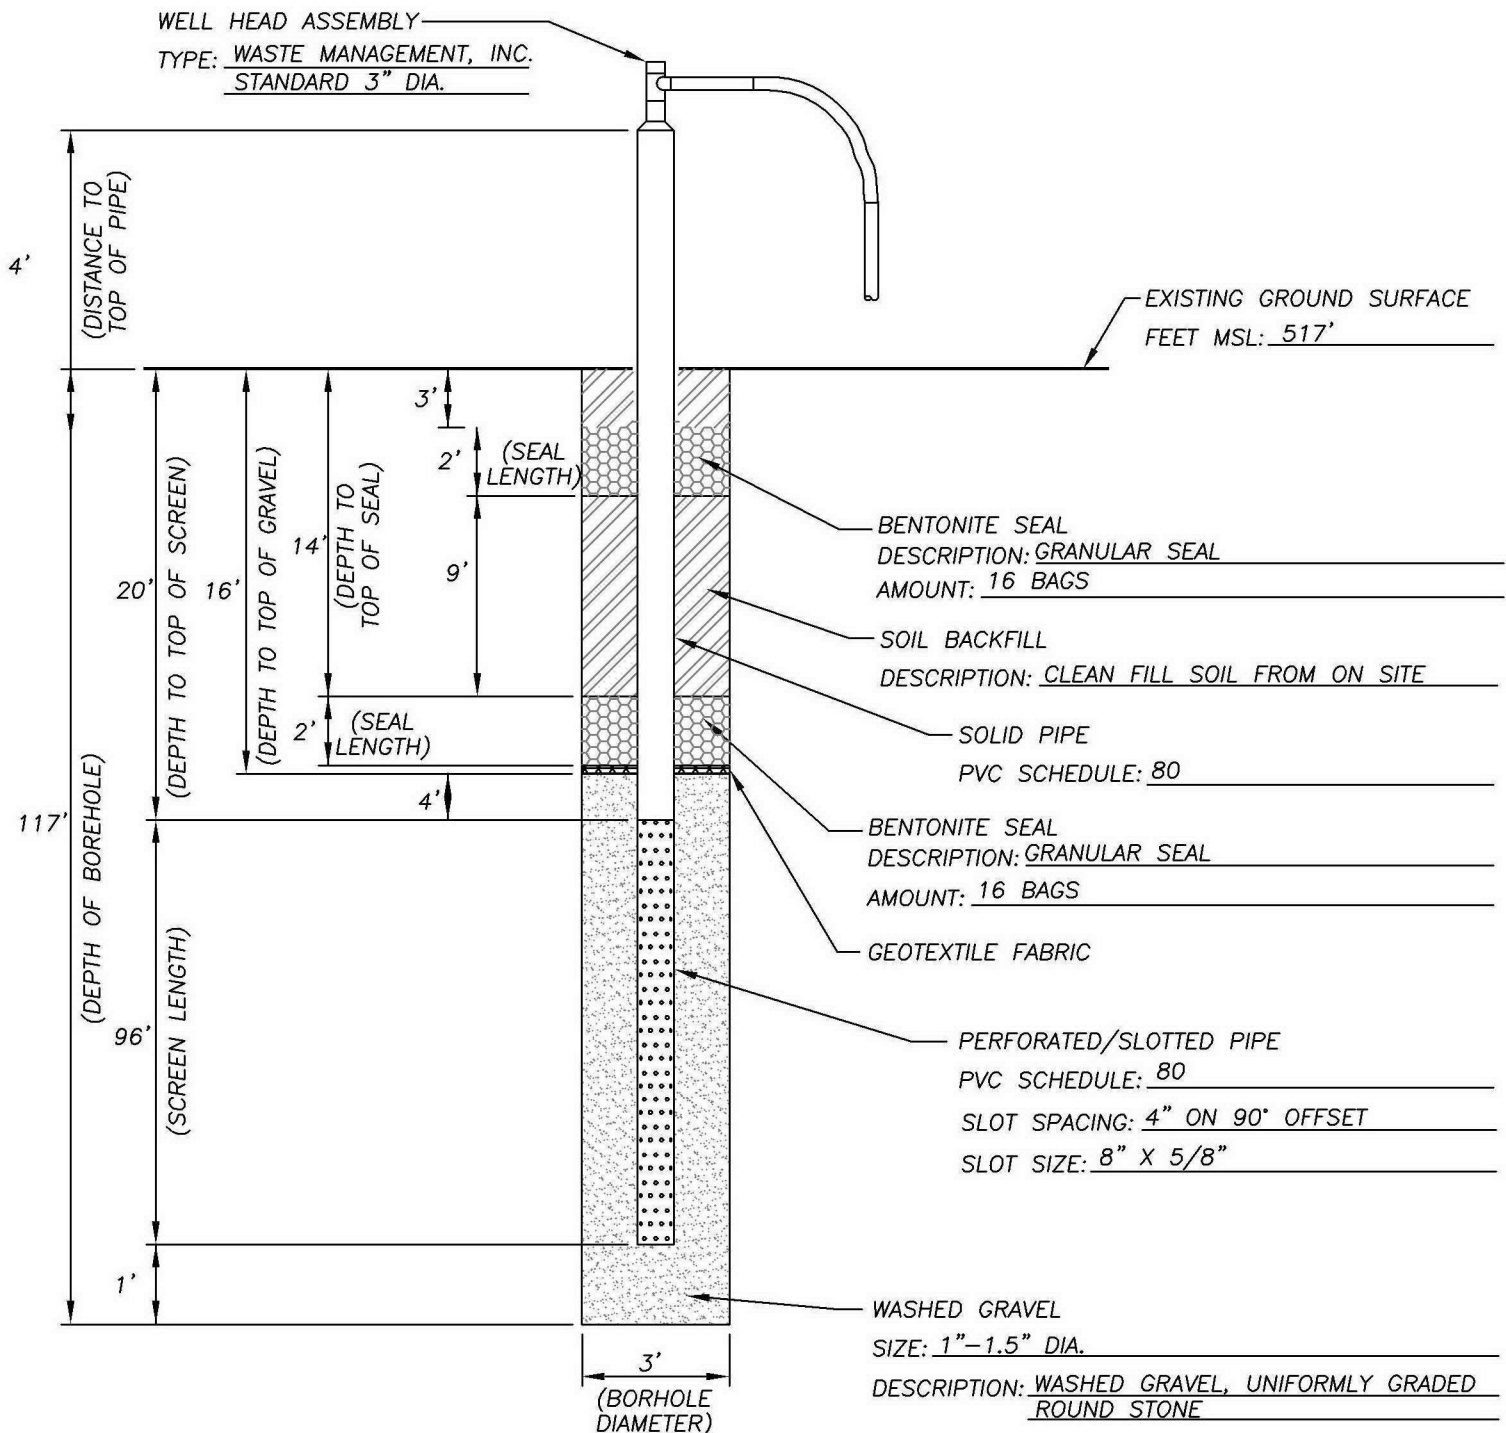 WELL HEAD ASSEMBLY
TYPE: WASTE MANAGEMENT, INC.
STANDARD 3" DIA.
4'
(DISTANCE TO
TOP OF PIPE)
EXISTING GROUND SURFACE
FEET MSL: 517'
3'
2'
(SEAL
LENGTH)
9'
14'
(DEPTH TO
TOP OF SEAL)
16'
(DEPTH TO TOP OF GRAVEL)
20'
(DEPTH TO TOP OF SCREEN)
2'
(SEAL
LENGTH)
4'
117'
(DEPTH OF BOREHOLE)
96'
(SCREEN LENGTH)
1'
BENTONITE SEAL
DESCRIPTION: GRANULAR SEAL
AMOUNT: 16 BAGS
SOIL BACKFILL
DESCRIPTION: CLEAN FILL SOIL FROM ON SITE
SOLID PIPE
PVC SCHEDULE: 80
BENTONITE SEAL
DESCRIPTION: GRANULAR SEAL
AMOUNT: 16 BAGS
GEOTEXTILE FABRIC
PERFORATED/SLOTTED PIPE
PVC SCHEDULE: 80
SLOT SPACING: 4" ON 90° OFFSET
SLOT SIZE: 8" X 5/8"
WASHED GRAVEL
SIZE: 1"-1.5" DIA.
DESCRIPTION: WASHED GRAVEL, UNIFORMLY GRADED
ROUND STONE
3'
(BORHOLE
DIAMETER)